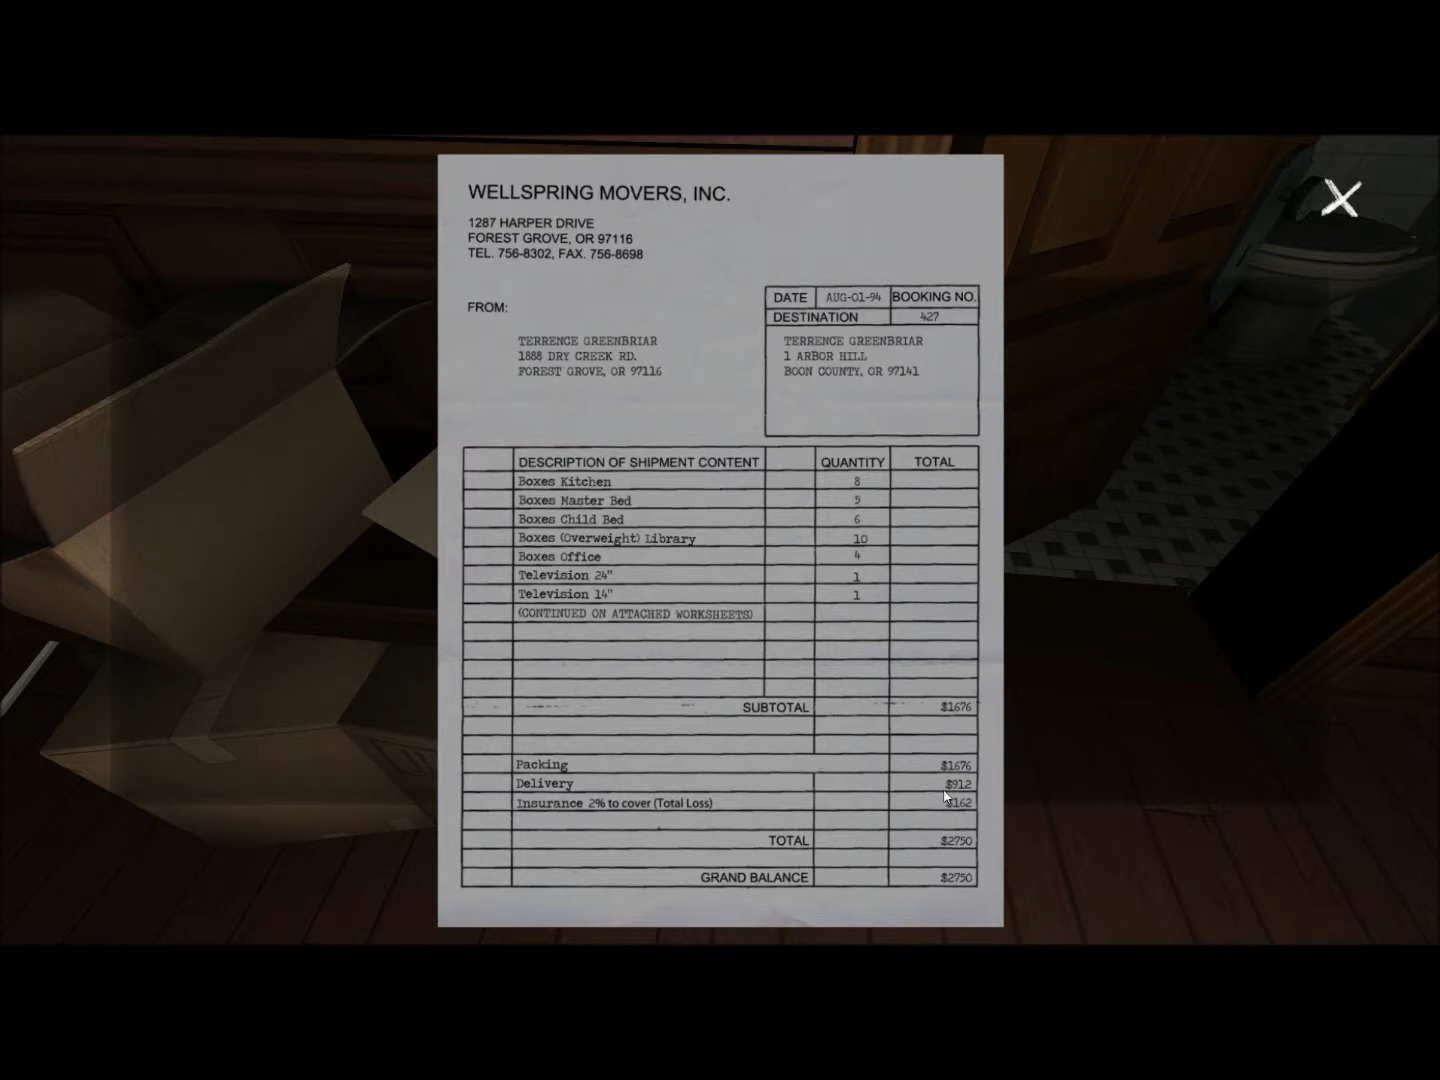 WELLSPRING MOVERS, INC.
1287 HARPER DRIVE
FOREST GROVE, OR 97116
TEL. 756-8302, FAX. 756-8698
DATE AUG-01-94 BOOKING NO.
FROM:
DESTINATION 427
TERRENCE GREENBRIAR
1888 DRY CREEK RD.
FOREST GROVE, OR 97116
TERRENCE GREENBRIAR
1 ARBOR HILL
BOON COUNTY, OR 97141
DESCRIPTION OF SHIPMENT CONTENT QUANTITY TOTAL
Boxes Kitchen 8
Boxes Master Bed 5
Boxes Child Bed 6
Boxes (Overweight) Library 10
Boxes Office 4
Television 24" 1
Television 14" 1
(CONTINUED ON ATTACHED WORKSHEETS)
SUBTOTAL $1676
Packing $1676
Delivery $912
Insurance 2% to cover (Total Loss) $162
TOTAL $2750
GRAND BALANCE $2750